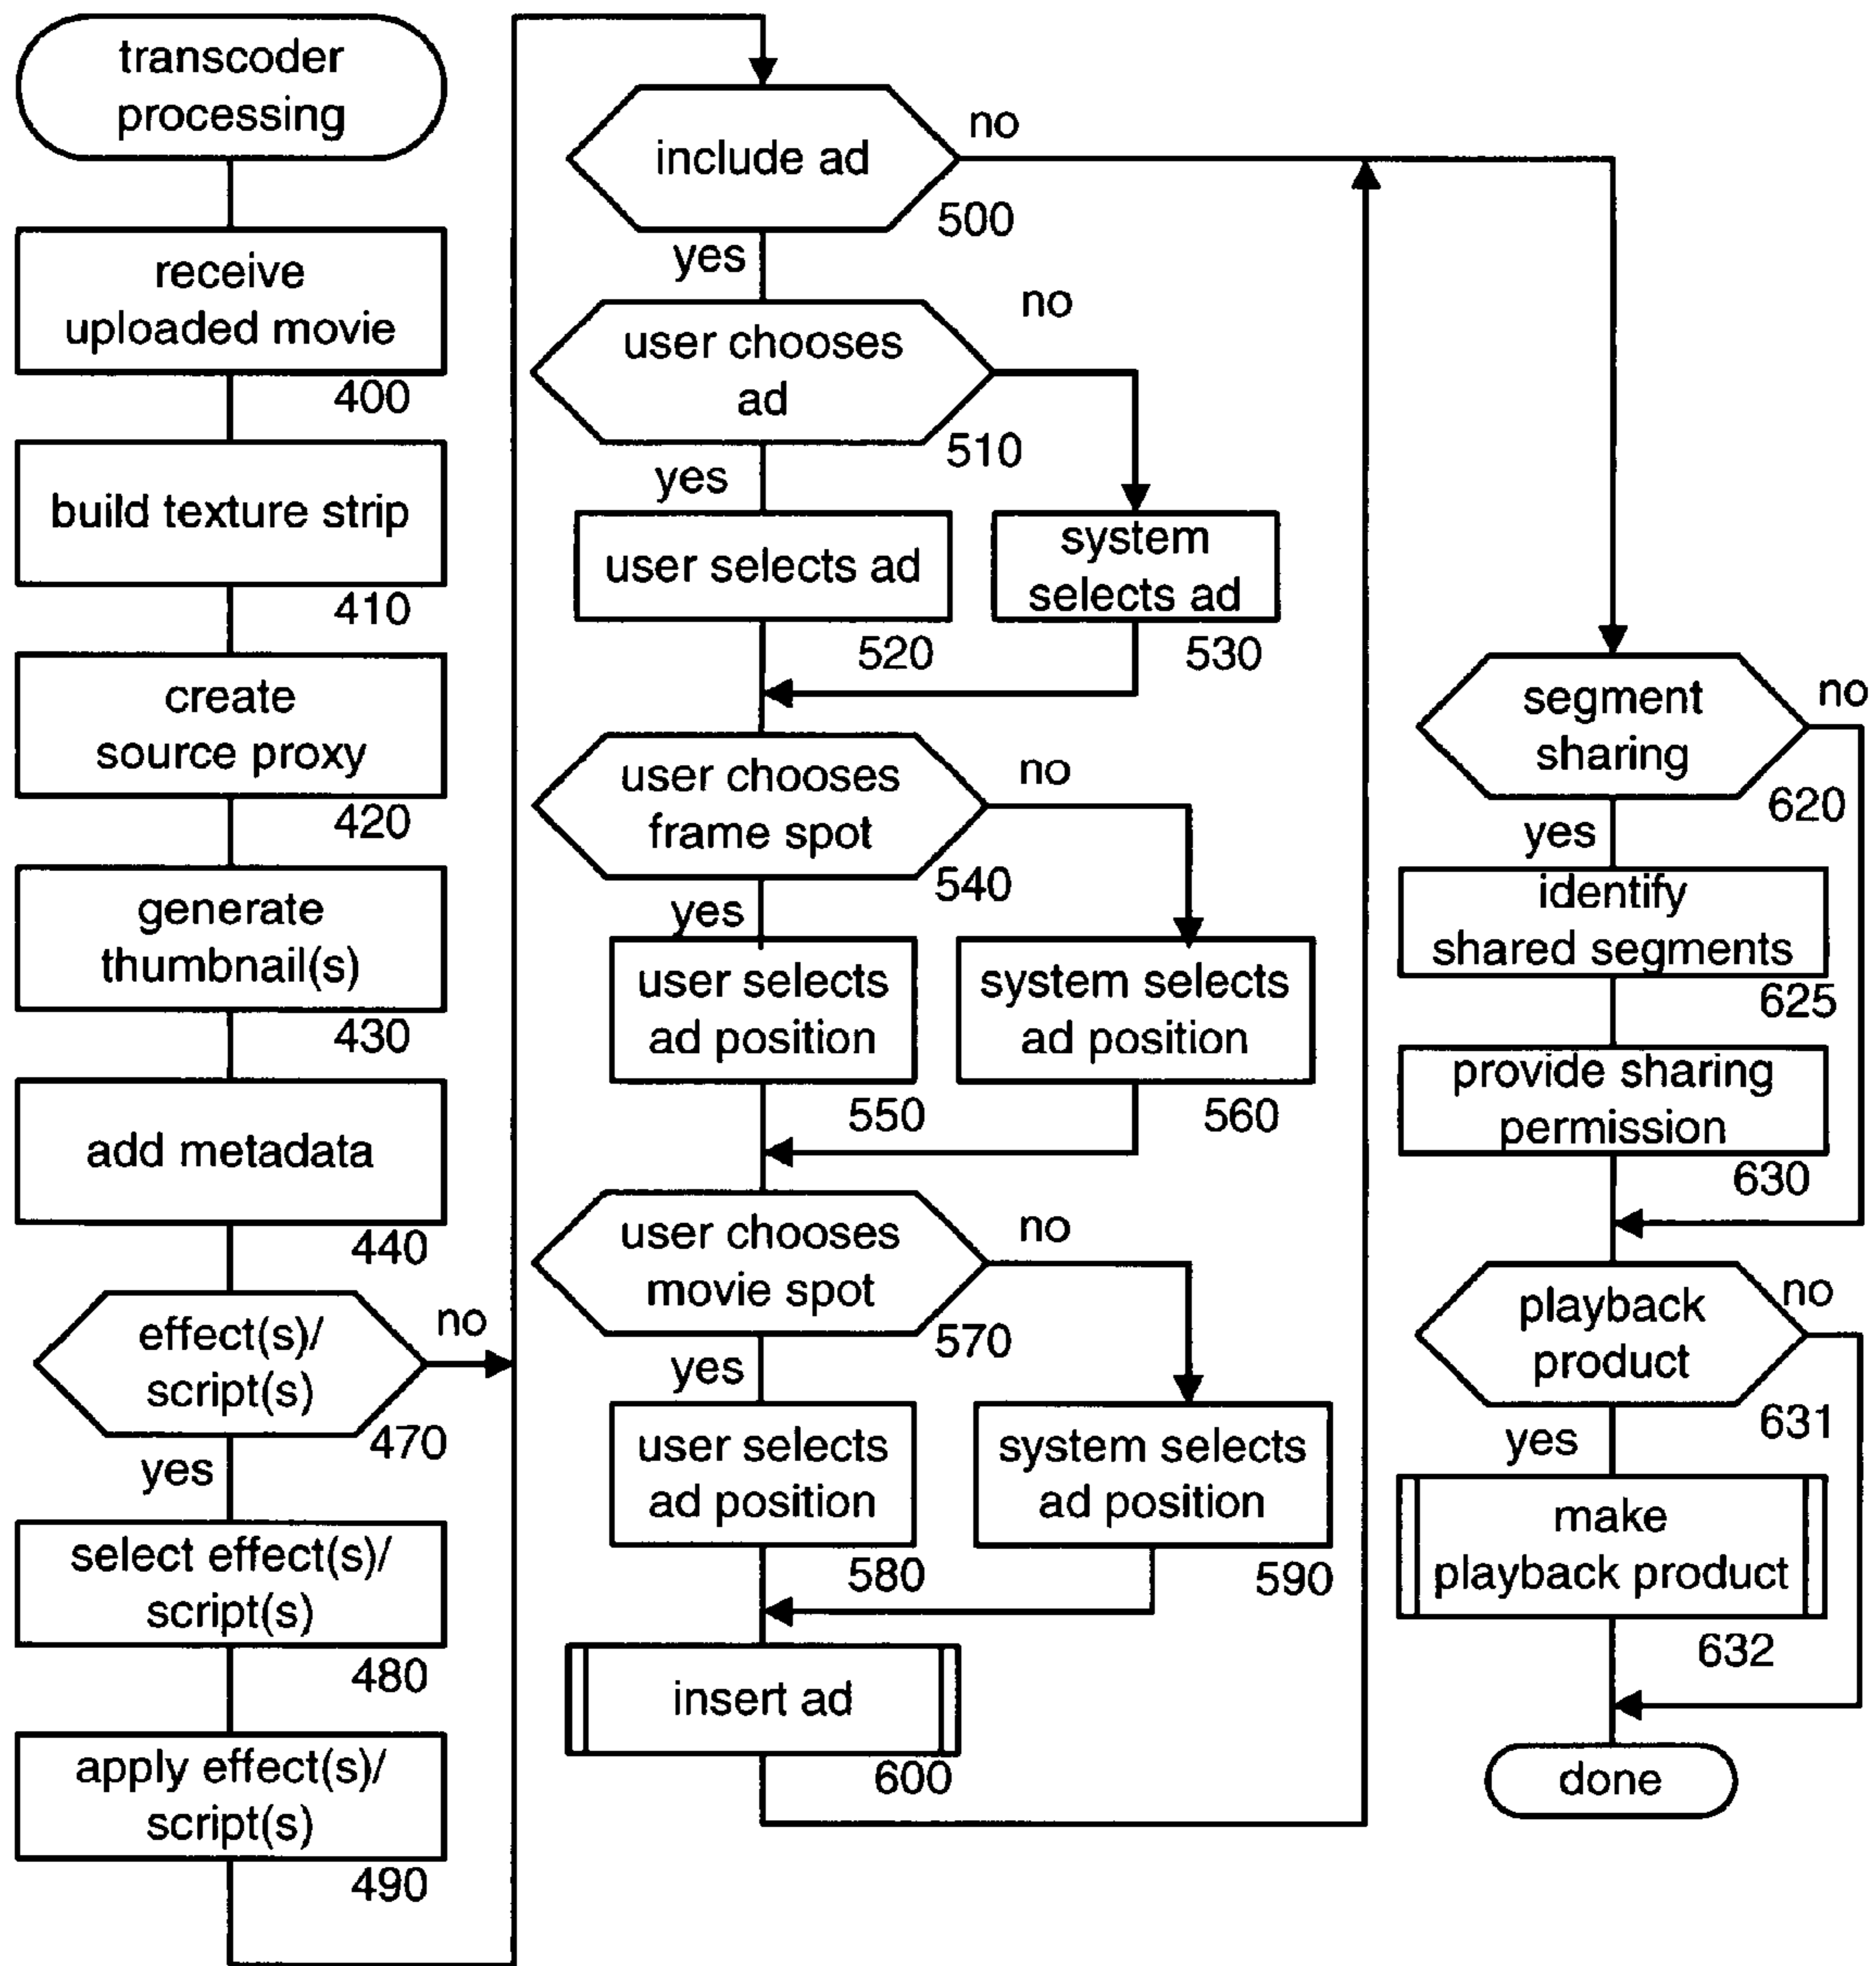 transcoder
processing
receive
uploaded movie
400
build texture strip
410
create
source proxy
420
generate
thumbnail(s)
430
add metadata
440
effect(s)/
script(s)
no
470
yes
select effect(s)/
script(s)
480
apply effect(s)/
script(s)
490
include ad
no
500
yes
user chooses
ad
no
510
yes
user selects ad
520
system
selects ad
530
user chooses
frame spot
no
540
yes
user selects
ad position
550
system selects
ad position
560
user chooses
movie spot
no
570
yes
user selects
ad position
580
system selects
ad position
590
insert ad
600
segment
sharing
no
620
yes
identify
shared segments
625
provide sharing
permission
630
playback
product
no
631
yes
make
playback product
632
done